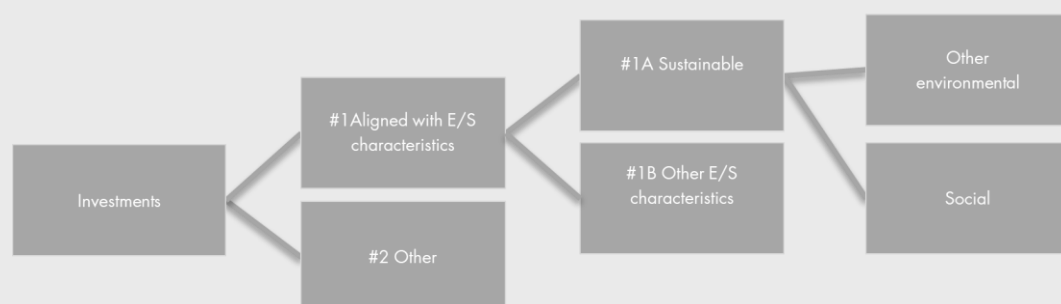 Investments
#1Aligned with E/S
characteristics
#2 Other
#1A Sustainable
#1B Other E/S
characteristics
Other
environmental
Social